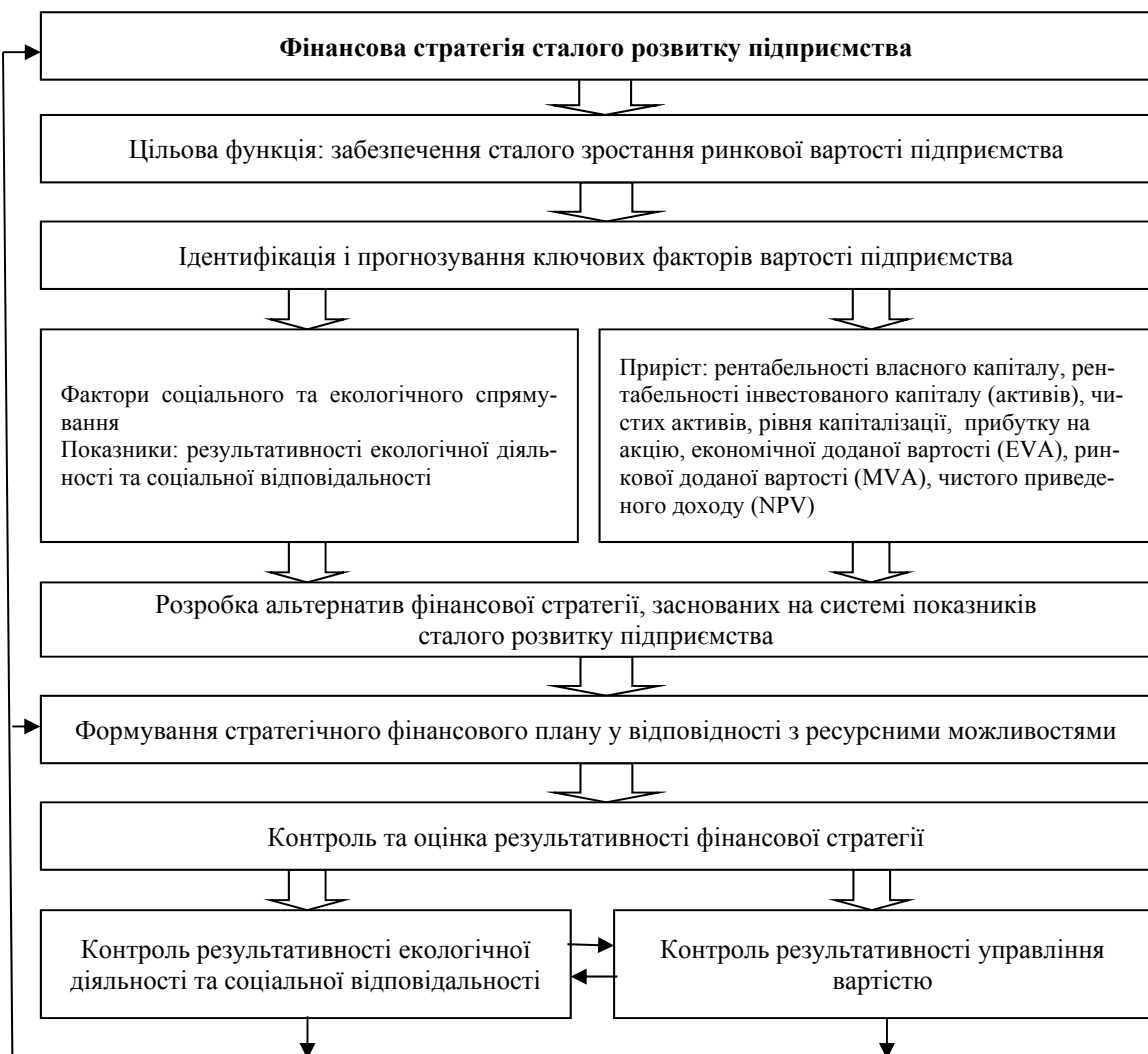 Фінансова стратегія сталого розвитку підприємства
Цільова функція: забезпечення сталого зростання ринкової вартості підприємства
Ідентифікація і прогнозування ключових факторів вартості підприємства
Фактори соціального та екологічного спряму-
вання
Показники: результативності екологічної діяль-
ності та соціальної відповідальності
Приріст: рентабельності власного капіталу, рен-
табельності інвестованого капіталу (активів), чи-
стих активів, рівня капіталізації, прибутку на
акцію, економічної доданої вартості (EVA), рин-
кової доданої вартості (MVA), чистого приведе-
ного доходу (NPV)
Розробка альтернатив фінансової стратегії, заснованих на системі показників
сталого розвитку підприємства
Формування стратегічного фінансового плану у відповідності з ресурсними можливостями
Контроль та оцінка результативності фінансової стратегії
Контроль результативності екологічної
діяльності та соціальної відповідальності
Контроль результативності управління
вартістю